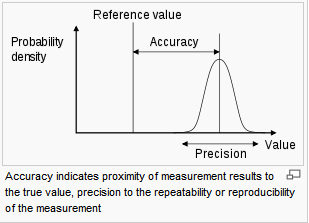 Reference value
Probability
density
Accuracy
Value
Precision
Accuracy indicates proximity of measurement results to
the true value, precision to the repeatability or reproducibility
of the measurement